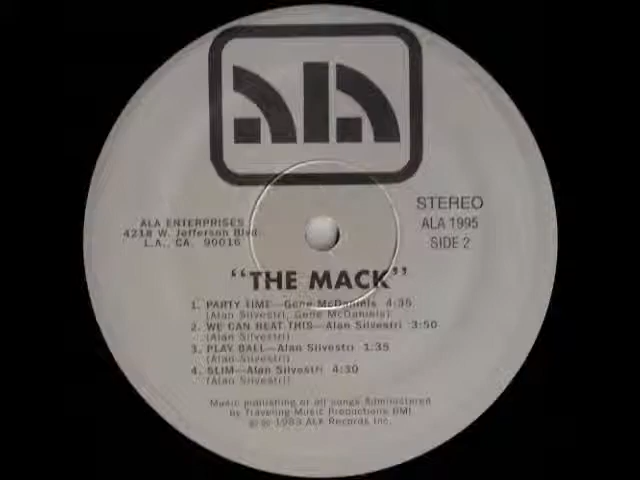 ala
STEREO
ALA ENTERPRISES
ALA 1995
4218 W. Jefferson Blvd.
SIDE 2
L.A., CA. 90016
"THE MACK"
1. PARTY TIME—Gene McDaniels 4:35
(Alan Silvestri, Gene McDaniels)
2. WE CAN BEAT THIS—Alan Silvestri 3:50
(Alan Silvestri)
3. PLAY BALL—Alan Silvestri 1:35
(Alan Silvestri)
4. SLIM—Alan Silvestri 4:30
(Alan Silvestri)
Music publishing of all songs Administered
by Traveling Music Productions BMI
©℗ 1983 ALA Records Inc.